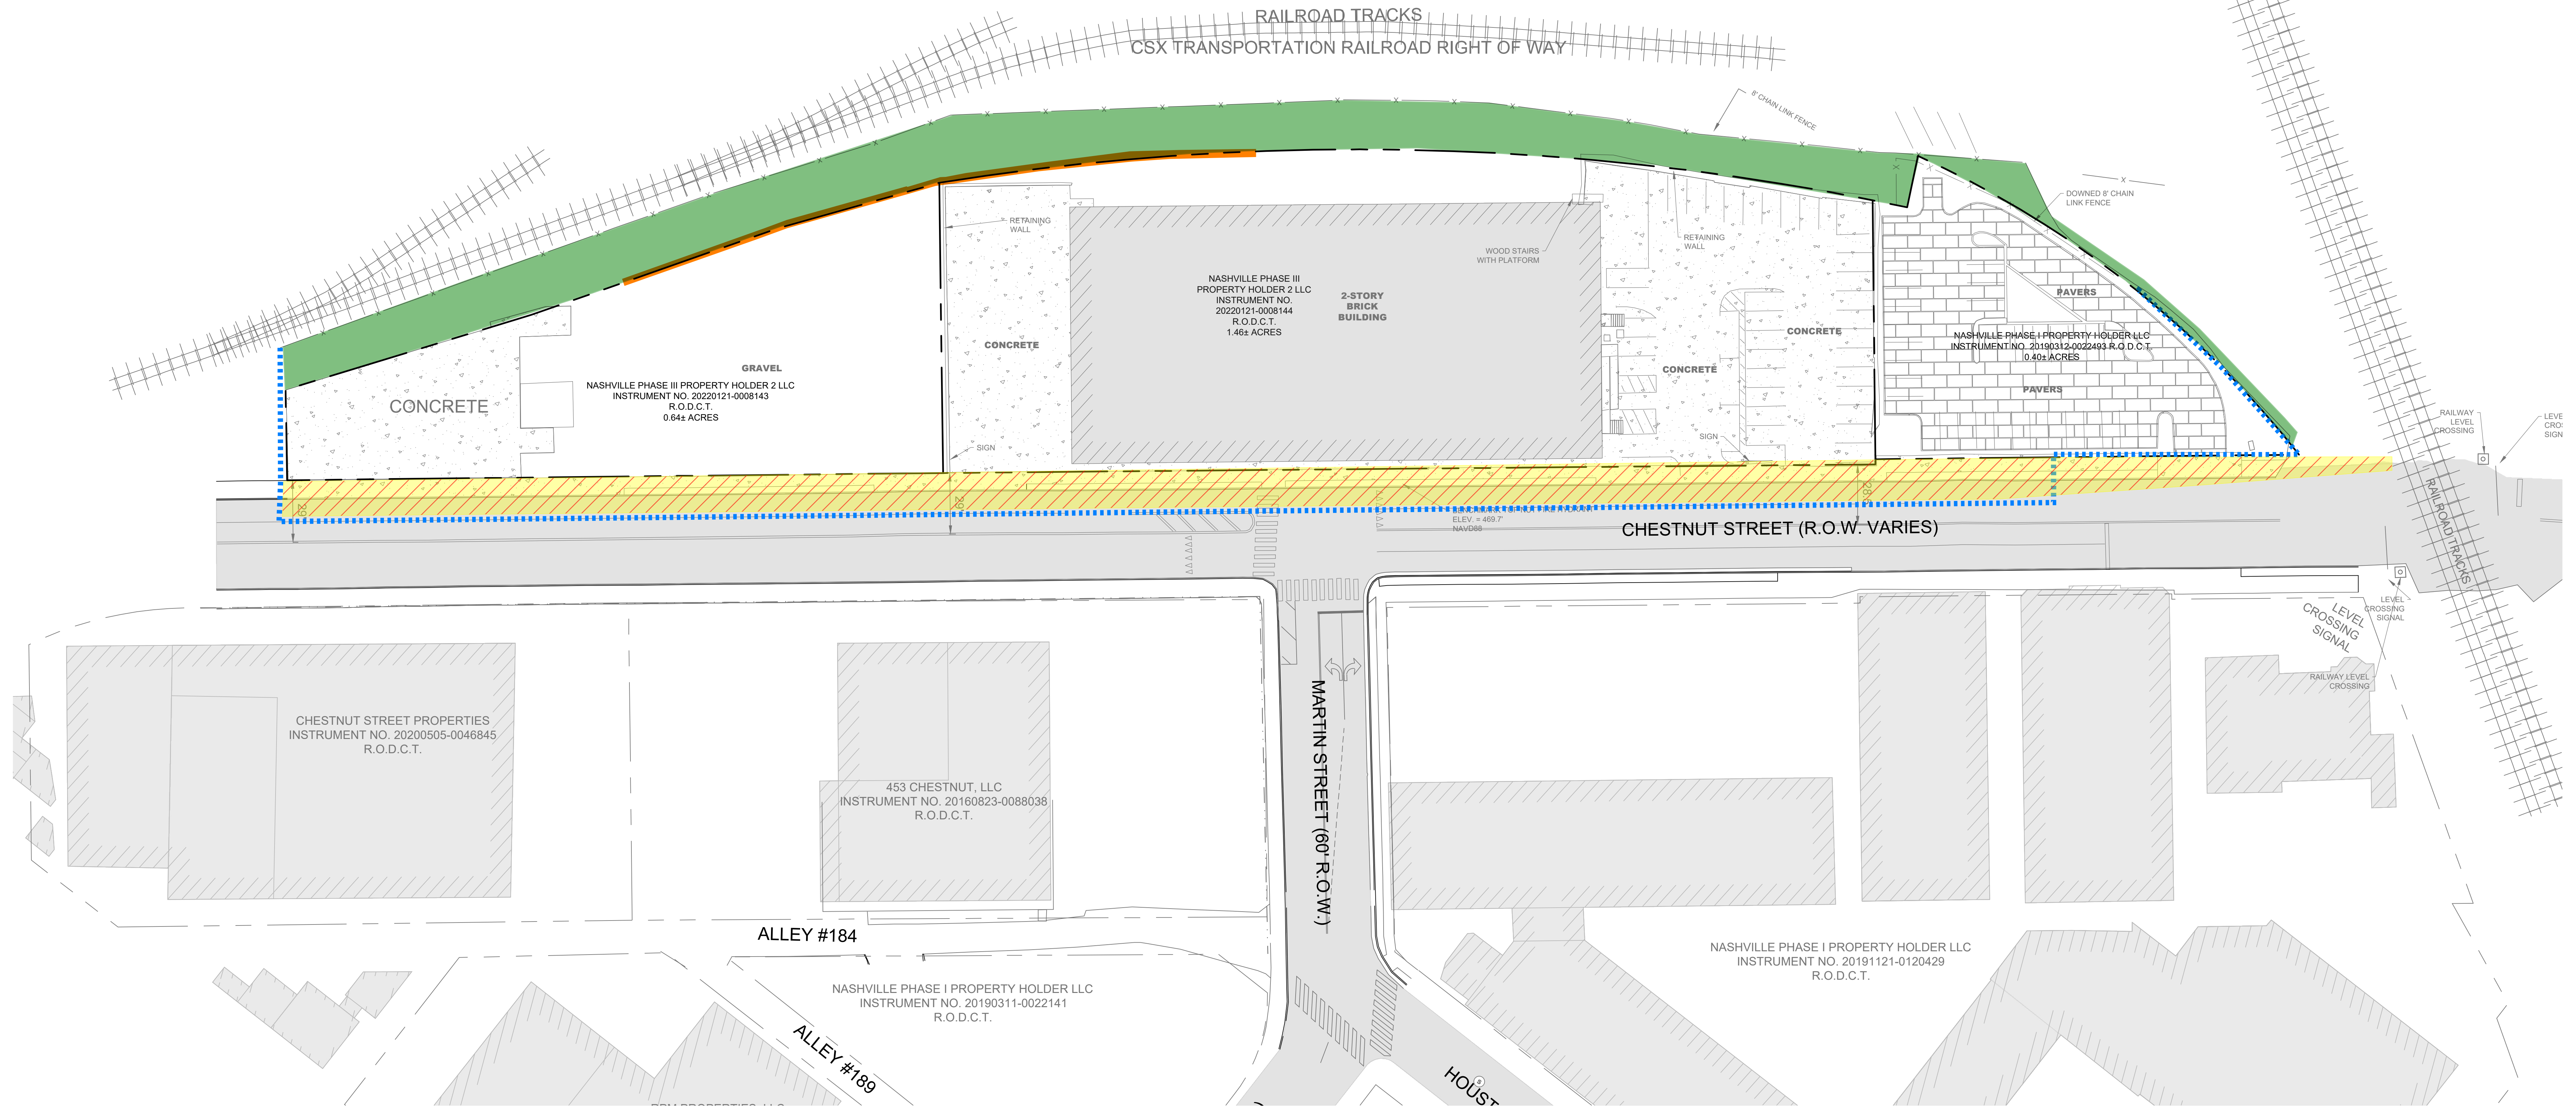 RAILROAD TRACKS
CSX TRANSPORTATION RAILROAD RIGHT OF WAY
8' CHAIN LINK FENCE
DOWNED 8' CHAIN
LINK FENCE
RETAINING
WALL
WOOD STAIRS
WITH PLATFORM
RETAINING
WALL
NASHVILLE PHASE III
PROPERTY HOLDER 2 LLC
INSTRUMENT NO.
20220121-0008144
R.O.D.C.T.
1.46± ACRES
2-STORY
BRICK
BUILDING
PAVERS
CONCRETE
NASHVILLE PHASE I PROPERTY HOLDER LLC
INSTRUMENT NO. 20190312-0022493 R.O.D.C.T.
0.40± ACRES
CONCRETE
GRAVEL
CONCRETE
PAVERS
NASHVILLE PHASE III PROPERTY HOLDER 2 LLC
INSTRUMENT NO. 20220121-0008143
R.O.D.C.T.
0.64± ACRES
CONCRETE
SIGN
SIGN
RAILWAY
LEVEL
CROSSING
RAILROAD TRACKS
ELEV. = 469.7'
NAVD88
CHESTNUT STREET (R.O.W. VARIES)
LEVEL
CROSSING
SIGNAL
LEVEL
CROSSING
SIGNAL
RAILWAY LEVEL
CROSSING
MARTIN STREET (60' R.O.W.)
CHESTNUT STREET PROPERTIES
INSTRUMENT NO. 20200505-0046845
R.O.D.C.T.
453 CHESTNUT, LLC
INSTRUMENT NO. 20160823-0088038
R.O.D.C.T.
ALLEY #184
NASHVILLE PHASE I PROPERTY HOLDER LLC
INSTRUMENT NO. 20191121-0120429
R.O.D.C.T.
NASHVILLE PHASE I PROPERTY HOLDER LLC
INSTRUMENT NO. 20190311-0022141
R.O.D.C.T.
ALLEY #189
HOUST